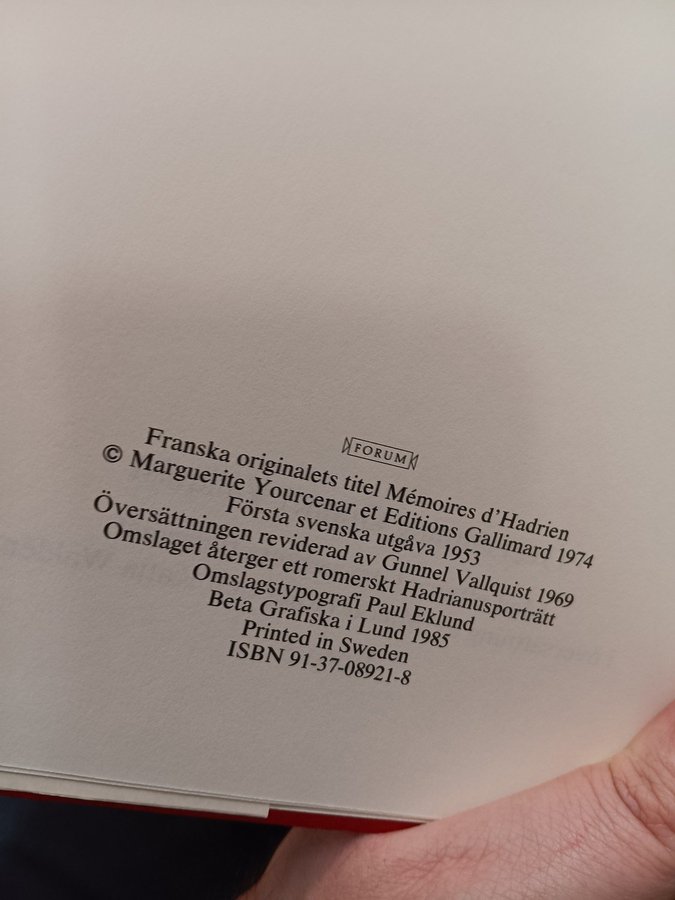 FORUM
Franska originalets titel Mémoires d'Hadrien
© Marguerite Yourcenar et Editions Gallimard 1974
Första svenska utgåva 1953
Översättningen reviderad av Gunnel Vallquist 1969
Omslaget återger ett romerskt Hadrianusporträtt
Omslagstypografi Paul Eklund
Beta Grafiska i Lund 1985
Printed in Sweden
ISBN 91-37-08921-8